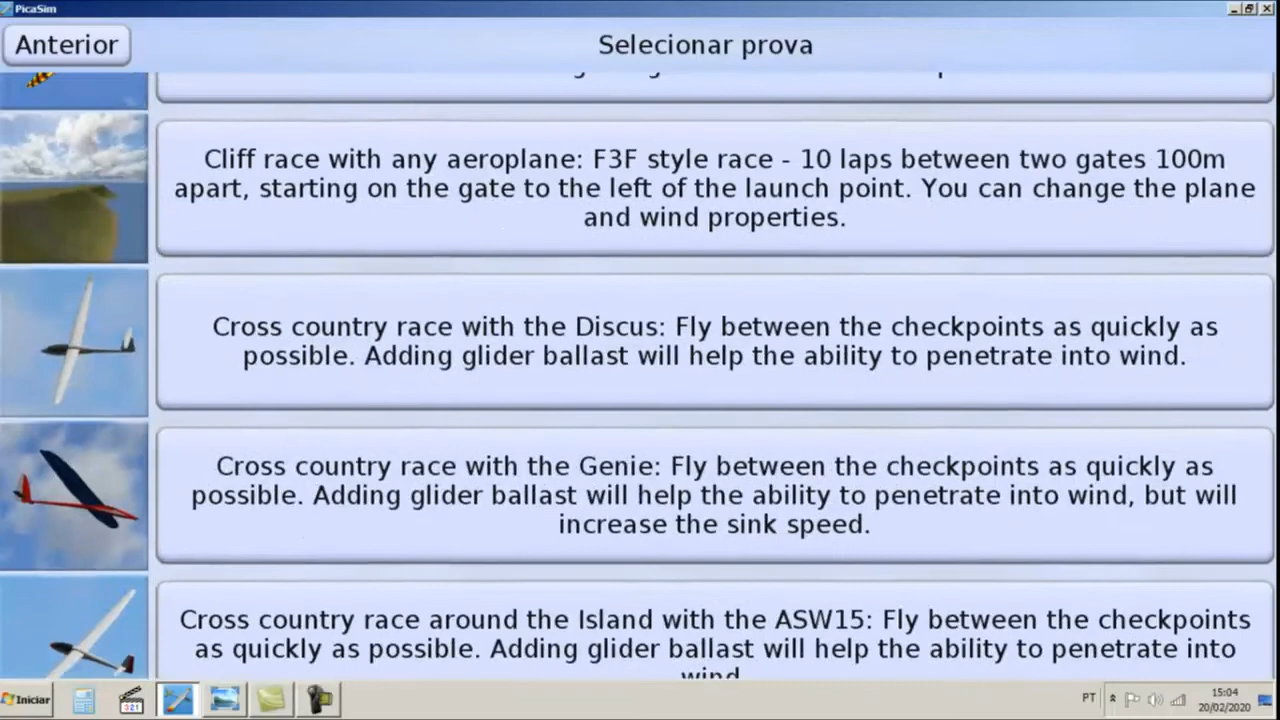 PicaSim
Anterior
Selecionar prova
Cliff race with any aeroplane: F3F style race - 10 laps between two gates 100m
apart, starting on the gate to the left of the launch point. You can change the plane
and wind properties.
Cross country race with the Discus: Fly between the checkpoints as quickly as
possible. Adding glider ballast will help the ability to penetrate into wind.
Cross country race with the Genie: Fly between the checkpoints as quickly as
possible. Adding glider ballast will help the ability to penetrate into wind, but will
increase the sink speed.
Cross country race around the Island with the ASW15: Fly between the checkpoints
as quickly as possible. Adding glider ballast will help the ability to penetrate into
wind
Iniciar
321
PT
15:04
20/02/2020